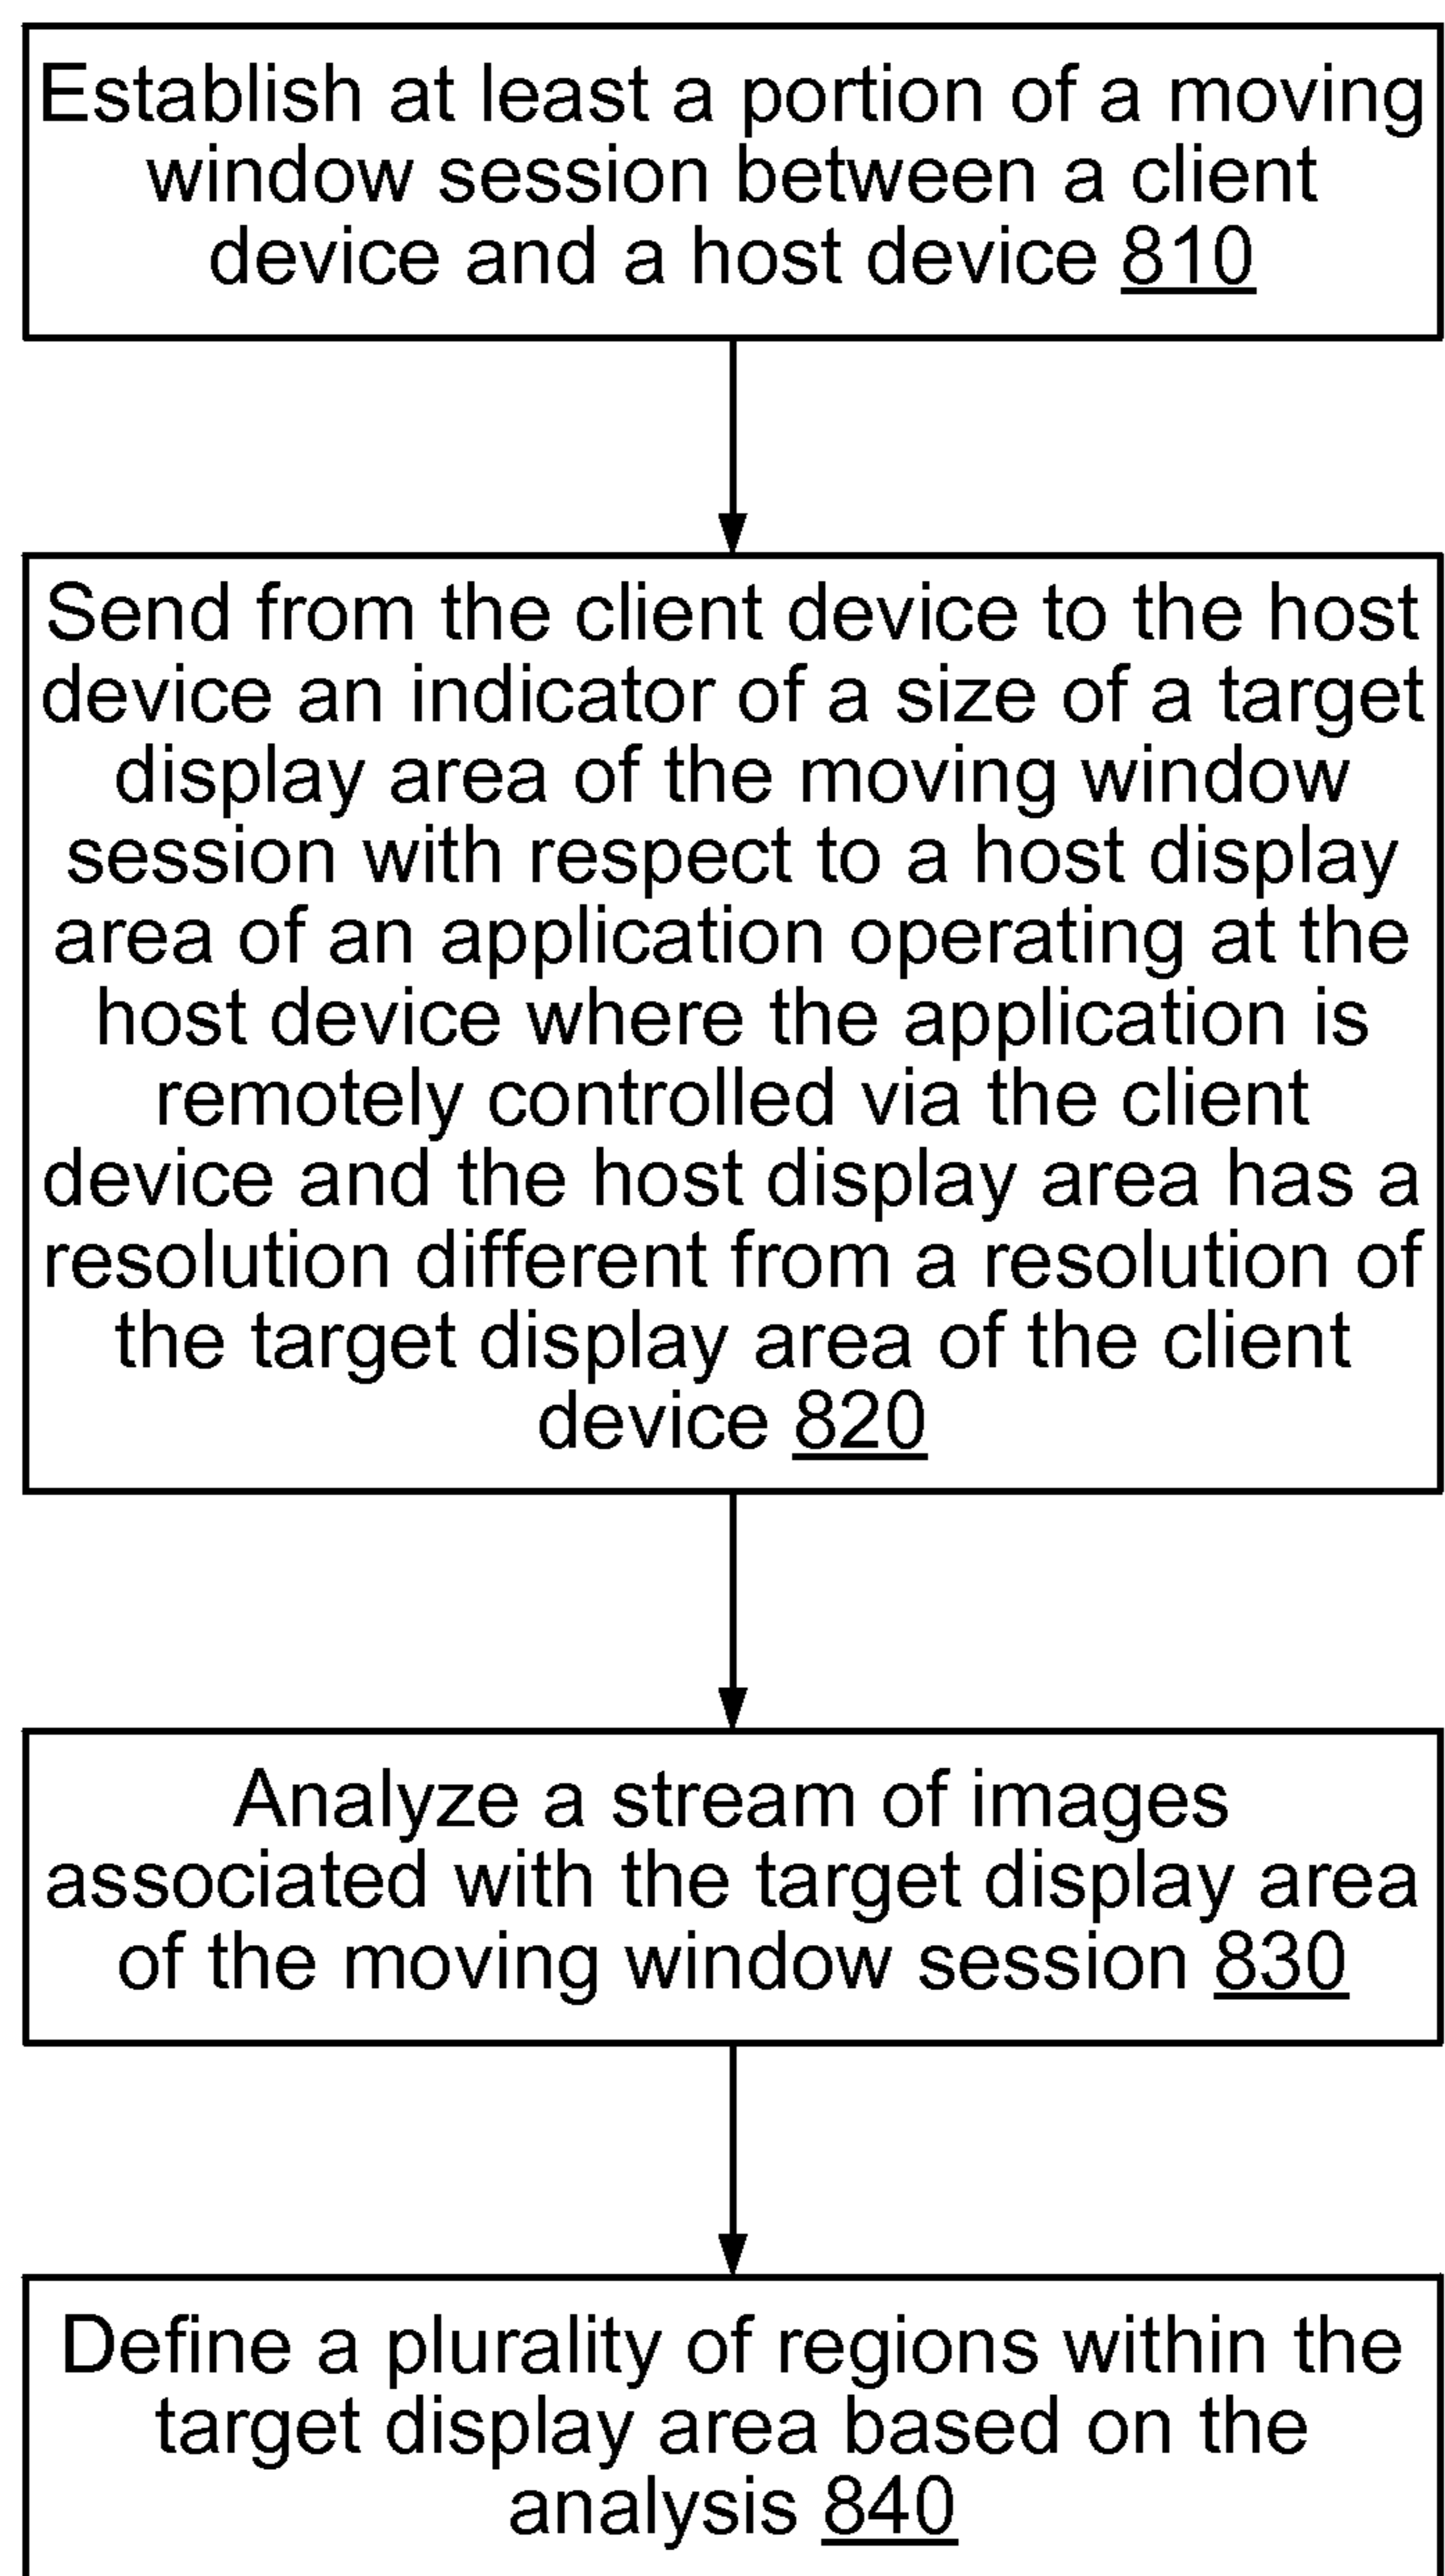 Establish at least a portion of a moving
window session between a client
device and a host device 810
Send from the client device to the host
device an indicator of a size of a target
display area of the moving window
session with respect to a host display
area of an application operating at the
host device where the application is
remotely controlled via the client
device and the host display area has a
resolution different from a resolution of
the target display area of the client
device 820
Analyze a stream of images
associated with the target display area
of the moving window session 830
Define a plurality of regions within the
target display area based on the
analysis 840